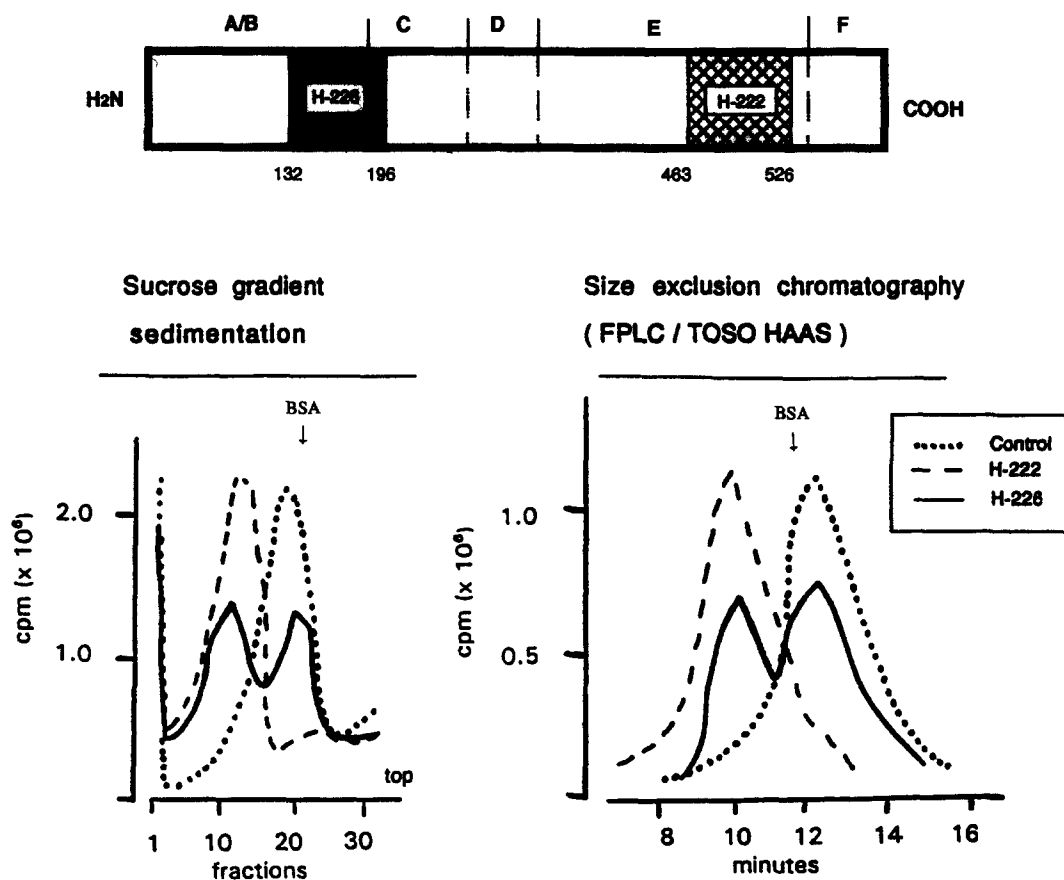 A/B C D E F
H2N H-226 H-222 COOH
132 196 463 526
Sucrose gradient
sedimentation
Size exclusion chromatography
( FPLC / TOSO HAAS )
BSA
↓
2.0
1.0
cpm (x 10⁶)
top
1 10 20 30
fractions
BSA
↓
1.0
0.5
cpm (x 10⁶)
8 10 12 14 16
minutes
Control
H-222
H-226